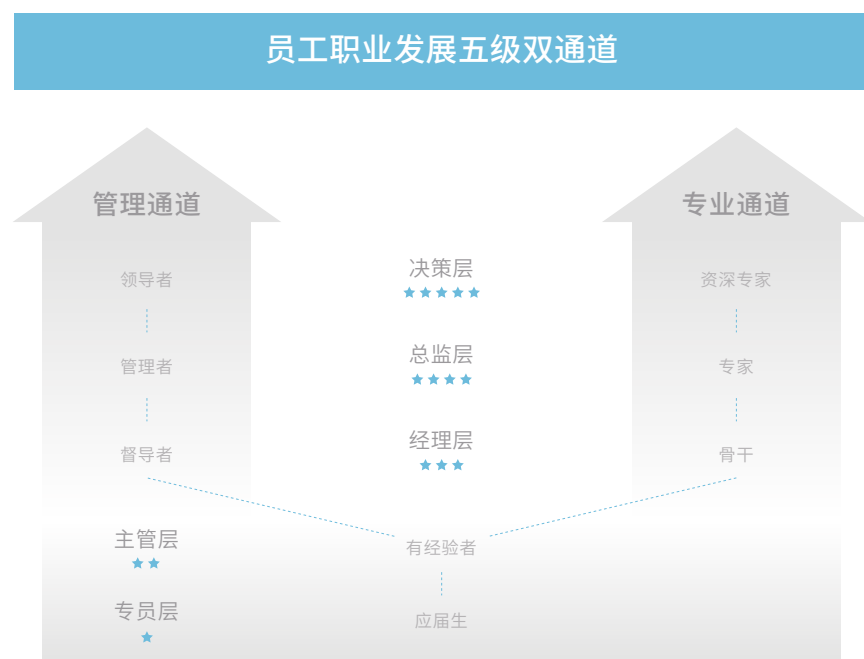 员工职业发展五级双通道
管理通道
专业通道
决策层
领导者
资深专家
总监层
管理者
专家
经理层
督导者
骨干
主管层
有经验者
专员层
应届生